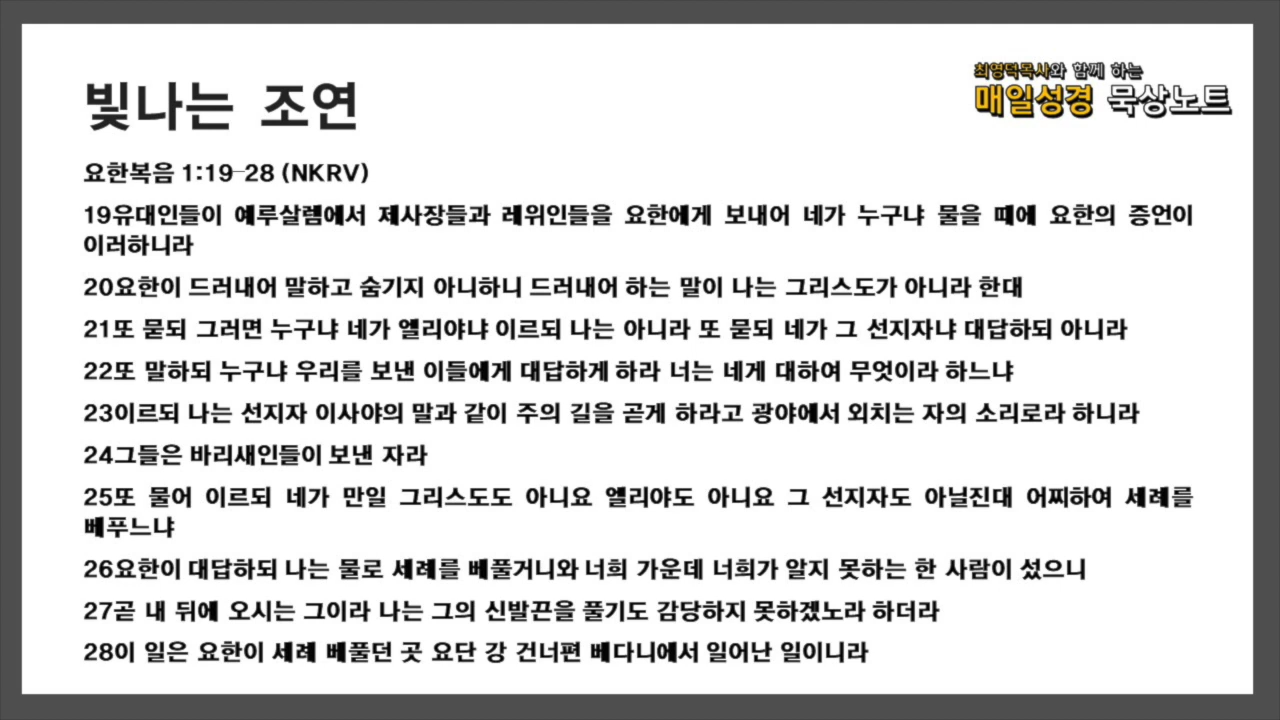 빛나는 조연
최영덕목사와 함께 하는
매일성경 묵상노트
요한복음 1:19-28 (NKRV)
19유대인들이 예루살렘에서 제사장들과 레위인들을 요한에게 보내어 네가 누구냐 물을 때에 요한의 증언이
이러하니라
20요한이 드러내어 말하고 숨기지 아니하니 드러내어 하는 말이 나는 그리스도가 아니라 한대
21또 묻되 그러면 누구냐 네가 엘리야냐 이르되 나는 아니라 또 묻되 네가 그 선지자냐 대답하되 아니라
22또 말하되 누구냐 우리를 보낸 이들에게 대답하게 하라 너는 네게 대하여 무엇이라 하느냐
23이르되 나는 선지자 이사야의 말과 같이 주의 길을 곧게 하라고 광야에서 외치는 자의 소리로라 하니라
24그들은 바리새인들이 보낸 자라
25또 물어 이르되 네가 만일 그리스도도 아니요 엘리야도 아니요 그 선지자도 아닐진대 어찌하여 세례를
베푸느냐
26요한이 대답하되 나는 물로 세례를 베풀거니와 너희 가운데 너희가 알지 못하는 한 사람이 섰으니
27곧 내 뒤에 오시는 그이라 나는 그의 신발끈을 풀기도 감당하지 못하겠노라 하더라
28이 일은 요한이 세례 베풀던 곳 요단 강 건너편 베다니에서 일어난 일이니라